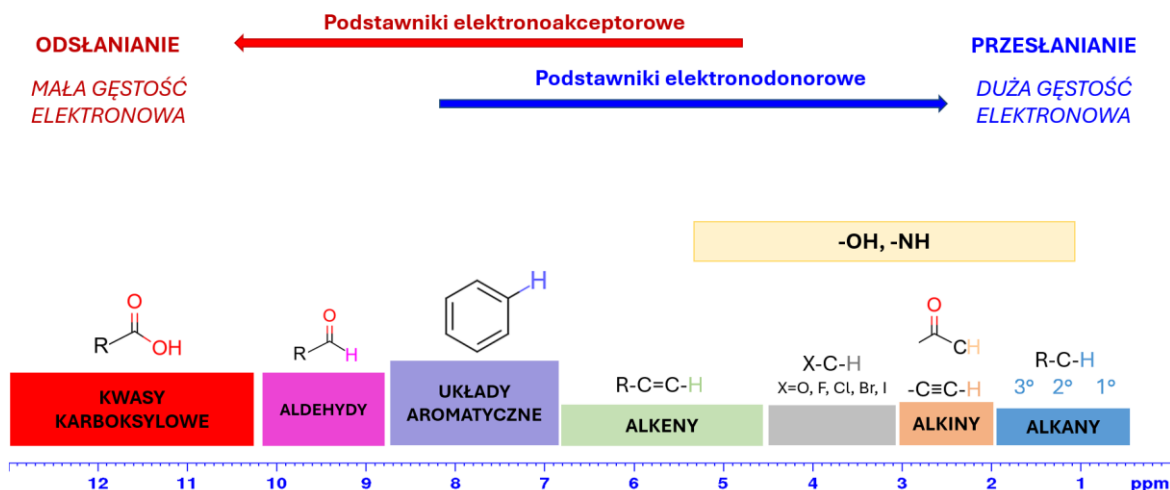 Podstawniki elektronoakceptorowe
ODSŁANIANIE
PRZESŁANIANIE
MAŁA GĘSTOŚĆ
ELEKTRONOWA
Podstawniki elektronodonorowe
DUŻA GĘSTOŚĆ
ELEKTRONOWA
-OH, -NH
H
O
R
OH
O
R
H
O
CH
X-C-H
X=O, F, Cl, Br, I
R-C=C-H
-C≡C-H
R-C-H
3° 2° 1°
KWASY
KARBOKSYLOWE
ALDEHYDY
UKŁADY
AROMATYCZNE
ALKENY
ALKINY
ALKANY
12 11 10 9 8 7 6 5 4 3 2 1 ppm